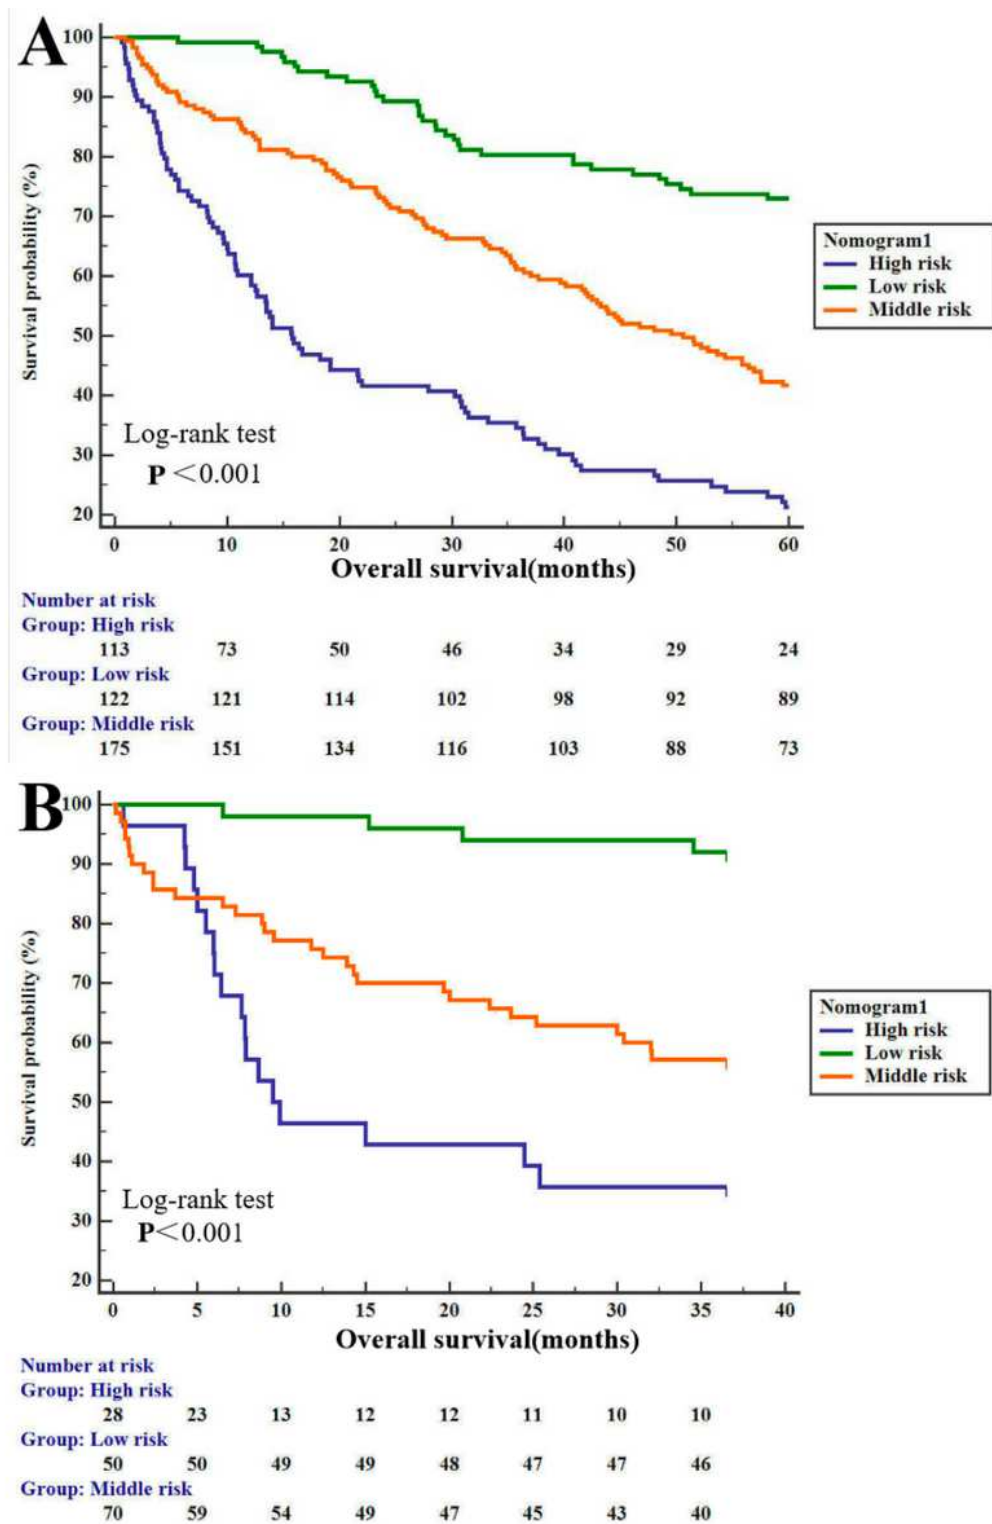 A
100
90
80
70
60
50
40
30
20
Survival probability (%)
Log-rank test
P<0.001
0 10 20 30 40 50 60
Overall survival(months)
Nomogram1
High risk
Low risk
Middle risk
Number at risk
Group: High risk
113 73 50 46 34 29 24
Group: Low risk
122 121 114 102 98 92 89
Group: Middle risk
175 151 134 116 103 88 73
B
100
90
80
70
60
50
40
30
20
Survival probability (%)
Log-rank test
P<0.001
0 5 10 15 20 25 30 35 40
Overall survival(months)
Nomogram1
High risk
Low risk
Middle risk
Number at risk
Group: High risk
28 23 13 12 12 11 10 10
Group: Low risk
50 50 49 49 48 47 47 46
Group: Middle risk
70 59 54 49 47 45 43 40